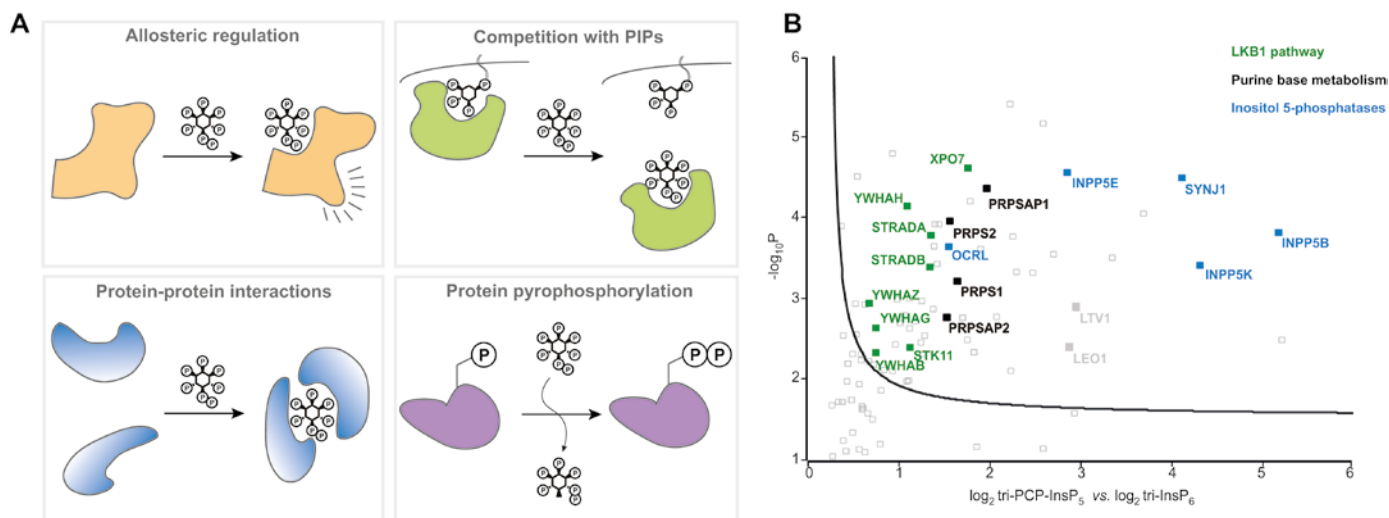 A
Allosteric regulation
P P P P P P P
P P P P P P P
Competition with PIPs
P P P P
P P P P P P P
P P P P
P P P P P P P
Protein-protein interactions
P P P P P P P
P P P P P P P
Protein pyrophosphorylation
P
P P P P P P P
P P
P P P P P P
B
LKB1 pathway
Purine base metabolism
Inositol 5-phosphatases
6
5
4
3
2
1
-log10P
XPO7
INPP5E
SYNJ1
PRPSAP1
YWHAH
PRPS2
STRADA
OCRL
INPP5B
STRADB
INPP5K
PRPS1
YWHAZ
YWHAG
PRPSAP2
LTV1
STK11
LEO1
YWHAB
0 1 2 3 4 5 6
log2 tri-PCP-InsP5 vs. log2 tri-InsP6